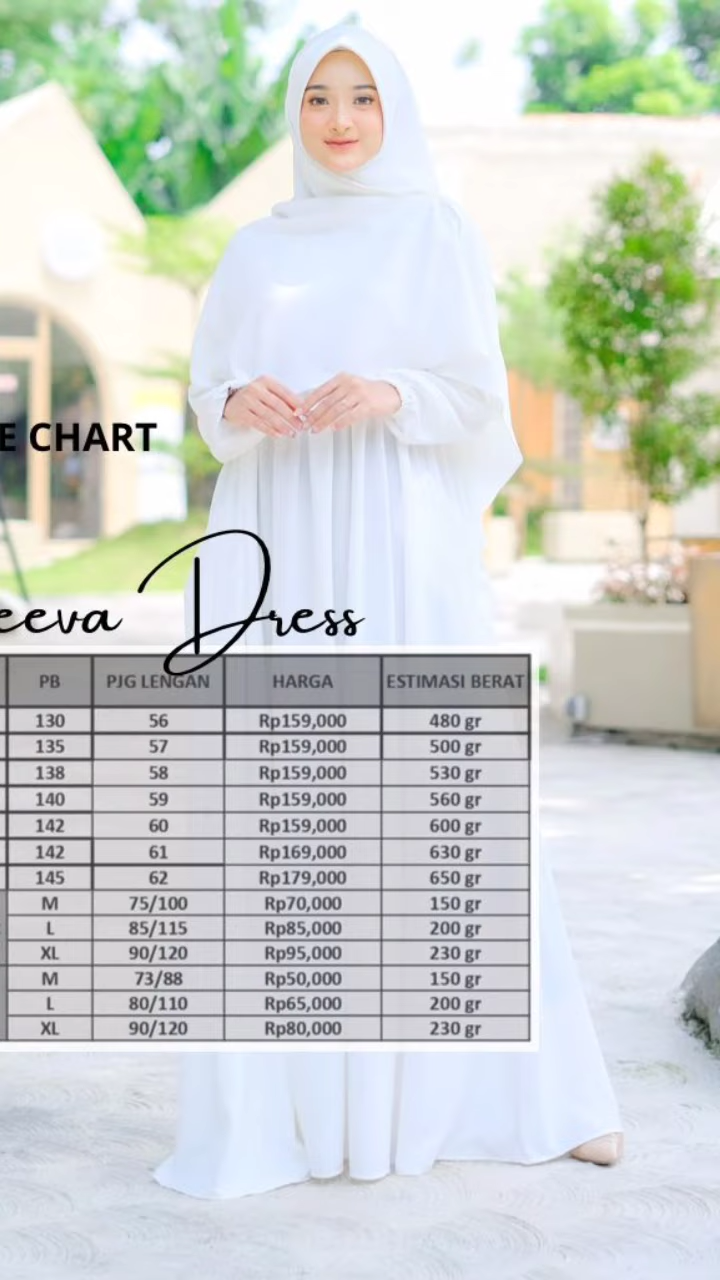 E CHART
eeva Dress
PB PJG LENGAN HARGA ESTIMASI BERAT
130 56 Rp159,000 480 gr
135 57 Rp159,000 500 gr
138 58 Rp159,000 530 gr
140 59 Rp159,000 560 gr
142 60 Rp159,000 600 gr
142 61 Rp169,000 630 gr
145 62 Rp179,000 650 gr
M 75/100 Rp70,000 150 gr
L 85/115 Rp85,000 200 gr
XL 90/120 Rp95,000 230 gr
M 73/88 Rp50,000 150 gr
L 80/110 Rp65,000 200 gr
XL 90/120 Rp80,000 230 gr